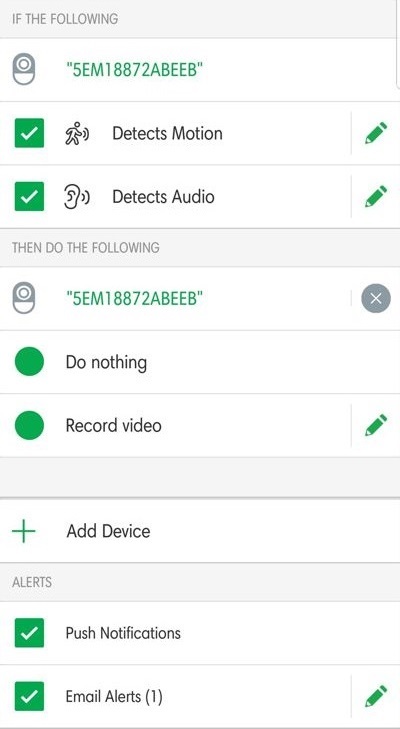 IF THE FOLLOWING
"5EM18872ABEEB"
Detects Motion
Detects Audio
THEN DO THE FOLLOWING
"5EM18872ABEEB"
Do nothing
Record video
Add Device
ALERTS
Push Notifications
Email Alerts (1)